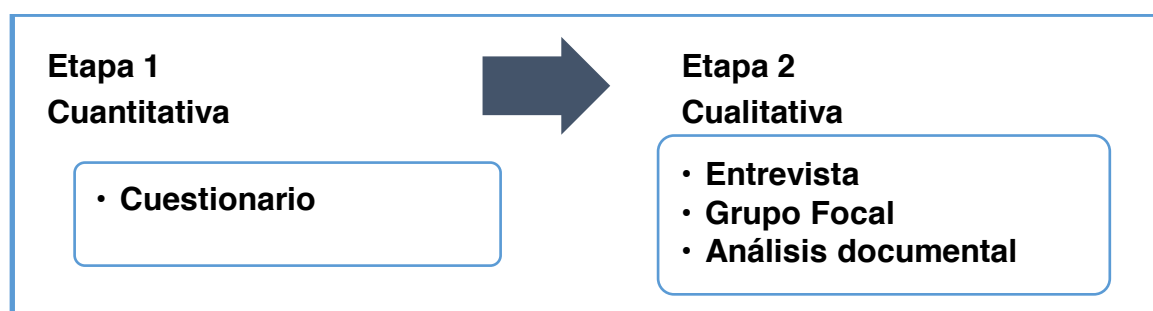 Etapa 1
Cuantitativa
• Cuestionario
Etapa 2
Cualitativa
• Entrevista
• Grupo Focal
• Análisis documental